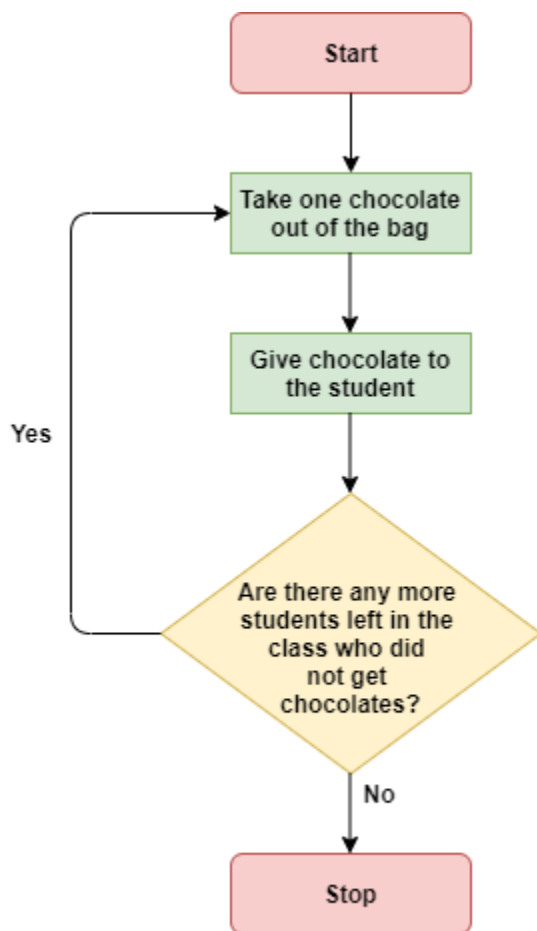 Start
Take one chocolate
out of the bag
Give chocolate to
the student
Yes
Are there any more
students left in the
class who did
not get
chocolates?
No
Stop